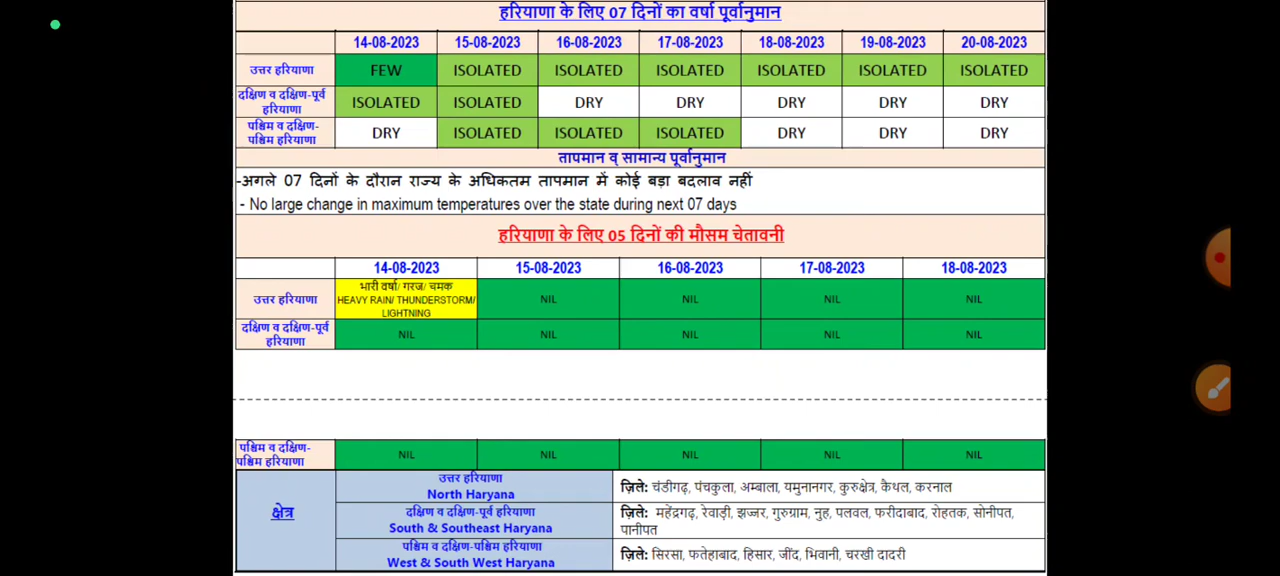 हरियाणा के लिए 07 दिनों का वर्षा पूर्वानुमान
14-08-2023 15-08-2023 16-08-2023 17-08-2023 18-08-2023 19-08-2023 20-08-2023
उत्तर हरियाणा FEW ISOLATED ISOLATED ISOLATED ISOLATED ISOLATED ISOLATED
दक्षिण व दक्षिण-पूर्व
हरियाणा ISOLATED ISOLATED DRY DRY DRY DRY DRY
पश्चिम व दक्षिण-
पश्चिम हरियाणा DRY ISOLATED ISOLATED ISOLATED DRY DRY DRY
तापमान व् सामान्य पूर्वानुमान
-अगले 07 दिनों के दौरान राज्य के अधिकतम तापमान में कोई बड़ा बदलाव नहीं
- No large change in maximum temperatures over the state during next 07 days
हरियाणा के लिए 05 दिनों की मौसम चेतावनी
14-08-2023 15-08-2023 16-08-2023 17-08-2023 18-08-2023
उत्तर हरियाणा
भारी वर्षा/ गरज/ चमक
HEAVY RAIN/ THUNDERSTORM/
LIGHTNING
NIL NIL NIL NIL
दक्षिण व दक्षिण-पूर्व
हरियाणा
NIL NIL NIL NIL NIL
पश्चिम व दक्षिण-
पश्चिम हरियाणा
NIL NIL NIL NIL NIL
क्षेत्र
उत्तर हरियाणा
North Haryana
ज़िले: चंडीगढ़, पंचकुला, अम्बाला, यमुनानगर, कुरुक्षेत्र, कैथल, करनाल
दक्षिण व दक्षिण-पूर्व हरियाणा
South & Southeast Haryana
ज़िले: महेंद्रगढ़, रेवाड़ी, झज्जर, गुरुग्राम, नुह, पलवल, फरीदाबाद, रोहतक, सोनीपत,
पानीपत
पश्चिम व दक्षिण-पश्चिम हरियाणा
West & South West Haryana
ज़िले: सिरसा, फतेहाबाद, हिसार, जींद, भिवानी, चरखी दादरी